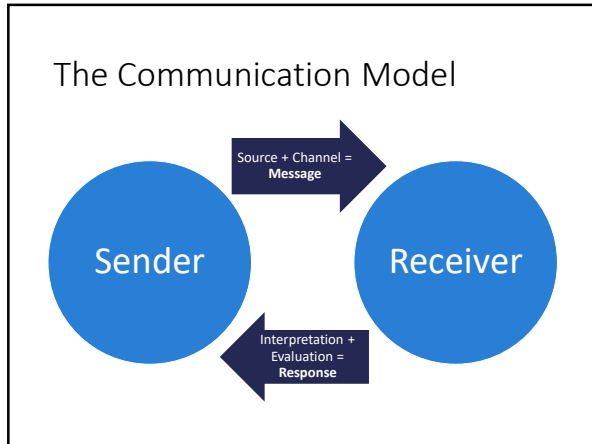 The Communication Model
Source + Channel =
Message
Sender
Receiver
Interpretation +
Evaluation =
Response